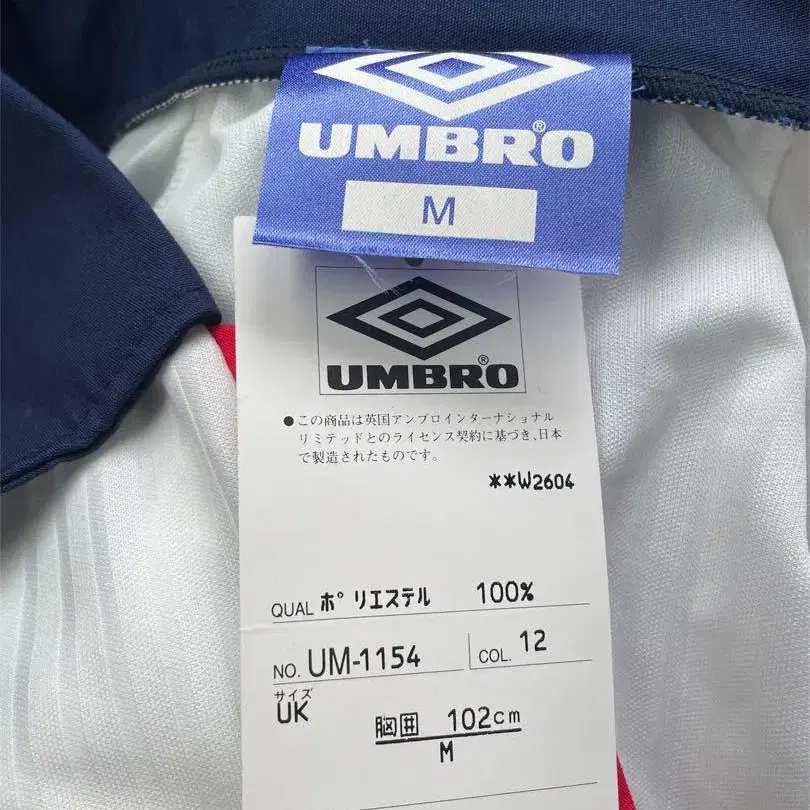 UMBRO®
M
UMBRO®
●この商品は英国アンブロインターナショナル
リミテッドとのライセンス契約に基づき、日本
で製造されたものです。
**W2604
QUAL ポリエステル 100%
NO. UM-1154 COL. 12
サイズ
UK
胸囲 102cm
M